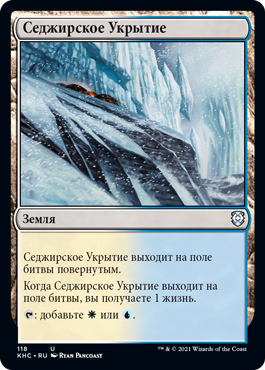 Седжирское Укрытие
Земля
Седжирское Укрытие выходит на поле
битвы повернутым.
Когда Седжирское Укрытие выходит на
поле битвы, вы получаете 1 жизнь.
: добавьте или .
118 U
KHC • RU RYAN PANCOAST
™ & © 2021 Wizards of the Coast